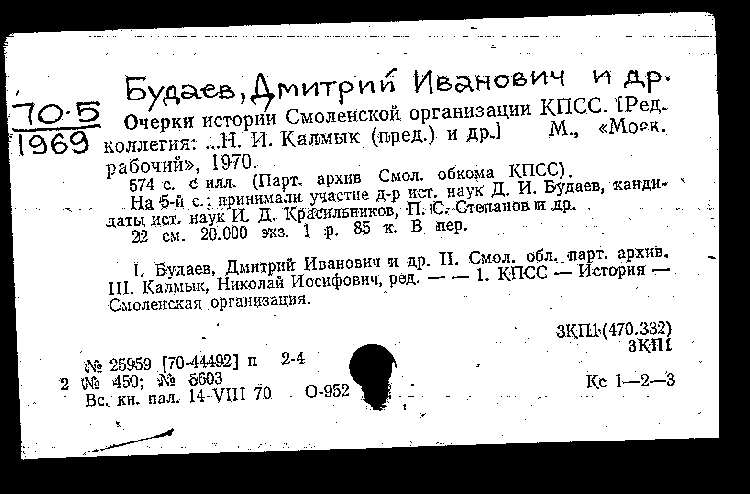 Будаев, Дмитрий Иванович и др.
70-5
1969
Очерки истории Смоленской организации КПСС. [Ред.
коллегия: ...Н. И. Калмык (пред.) и др.] М., «Моск.
рабочий», 1970.
574 с. с илл. (Парт. архив Смол. обкома КПСС).
На 5-й с.: принимали участие д-р ист. наук Д. И. Будаев, канди-
даты ист. наук И. Д. Красильников, П. С. Степанов и др.
22 см. 20.000 экз. 1 р. 85 к. В пер.
I. Будаев, Дмитрий Иванович и др. II. Смол. обл. парт. архив.
III. Калмык, Николай Иосифович, ред. — — 1. КПСС — История —
Смоленская организация.
3КП1(470.332)
3КП1
№ 25959 [70-44492] п 2-4
2 № 450; № 5603
Вс. кн. пал. 14-VIII 70 О-952
Кс 1—2—3